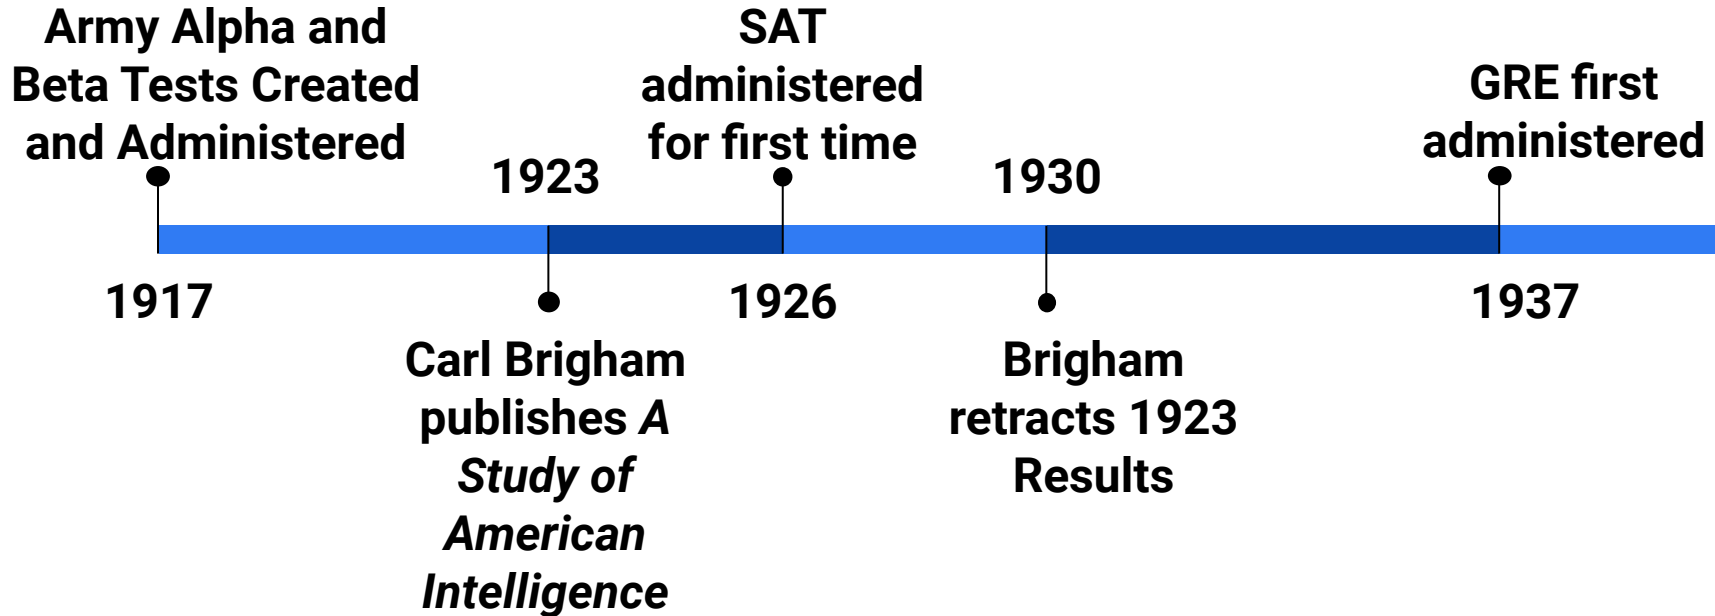 Army Alpha and
Beta Tests Created
and Administered
1917
1923
Carl Brigham
publishes A
Study of
American
Intelligence
SAT
administered
for first time
1926
1930
Brigham
retracts 1923
Results
GRE first
administered
1937